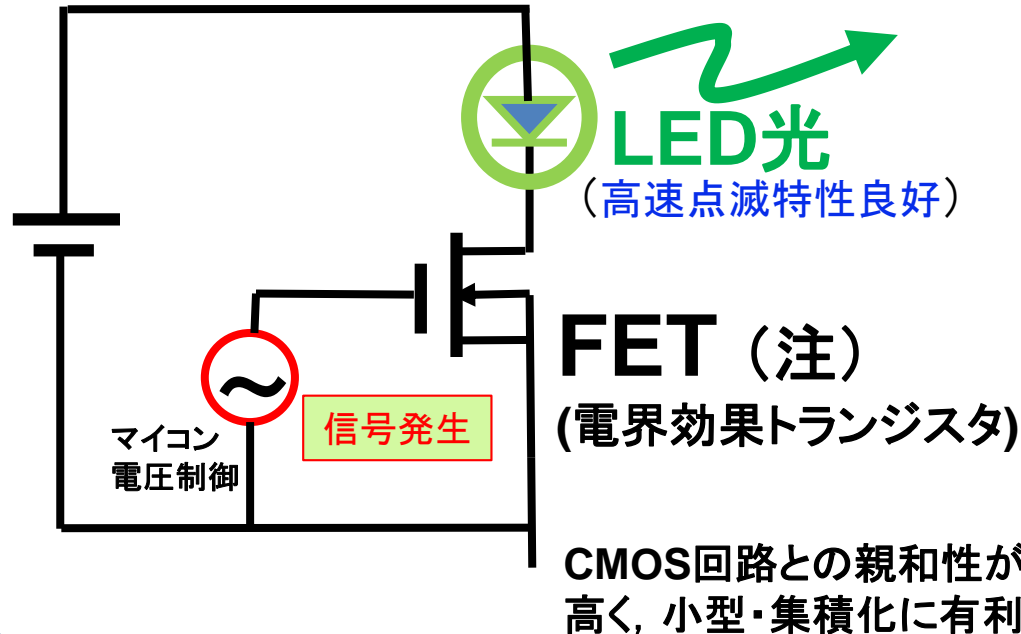 LED光
（高速点滅特性良好）
FET（注）
(電界効果トランジスタ)
信号発生
マイコン
電圧制御
CMOS回路との親和性が
高く, 小型・集積化に有利